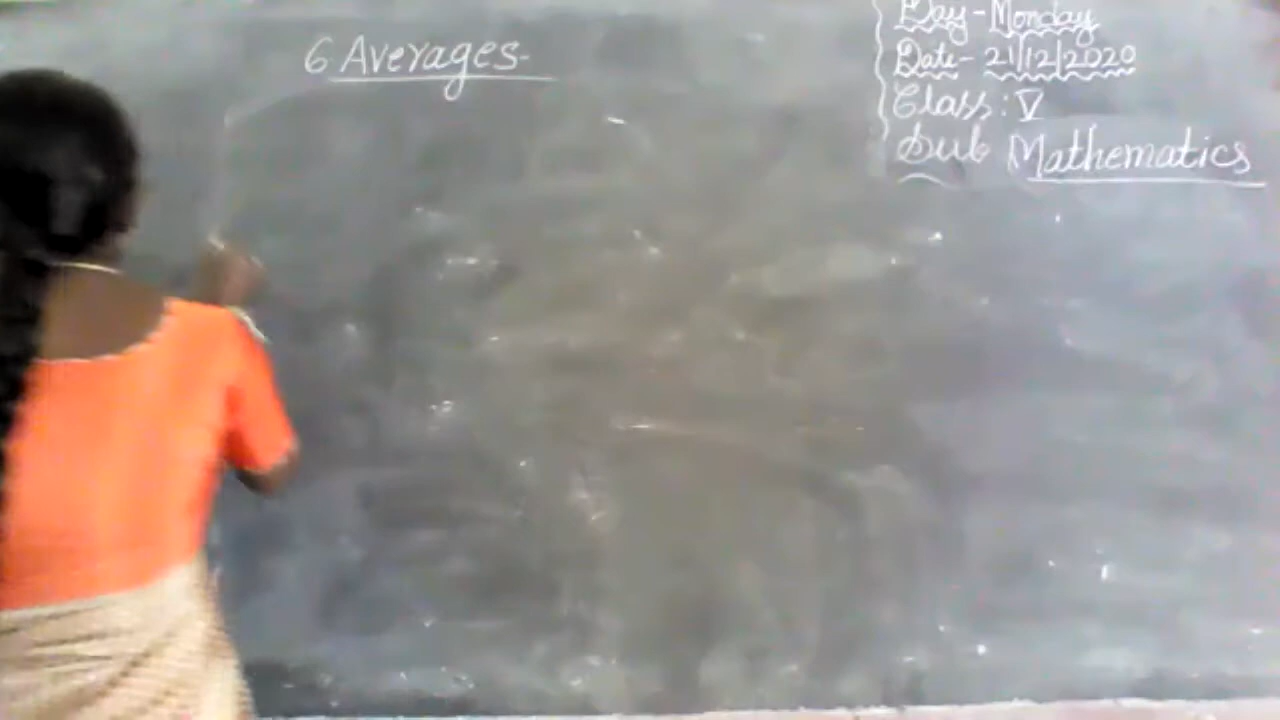 6 Averages-
Day - Monday
Date - 21/12/2020
Class : V
Sub Mathematics